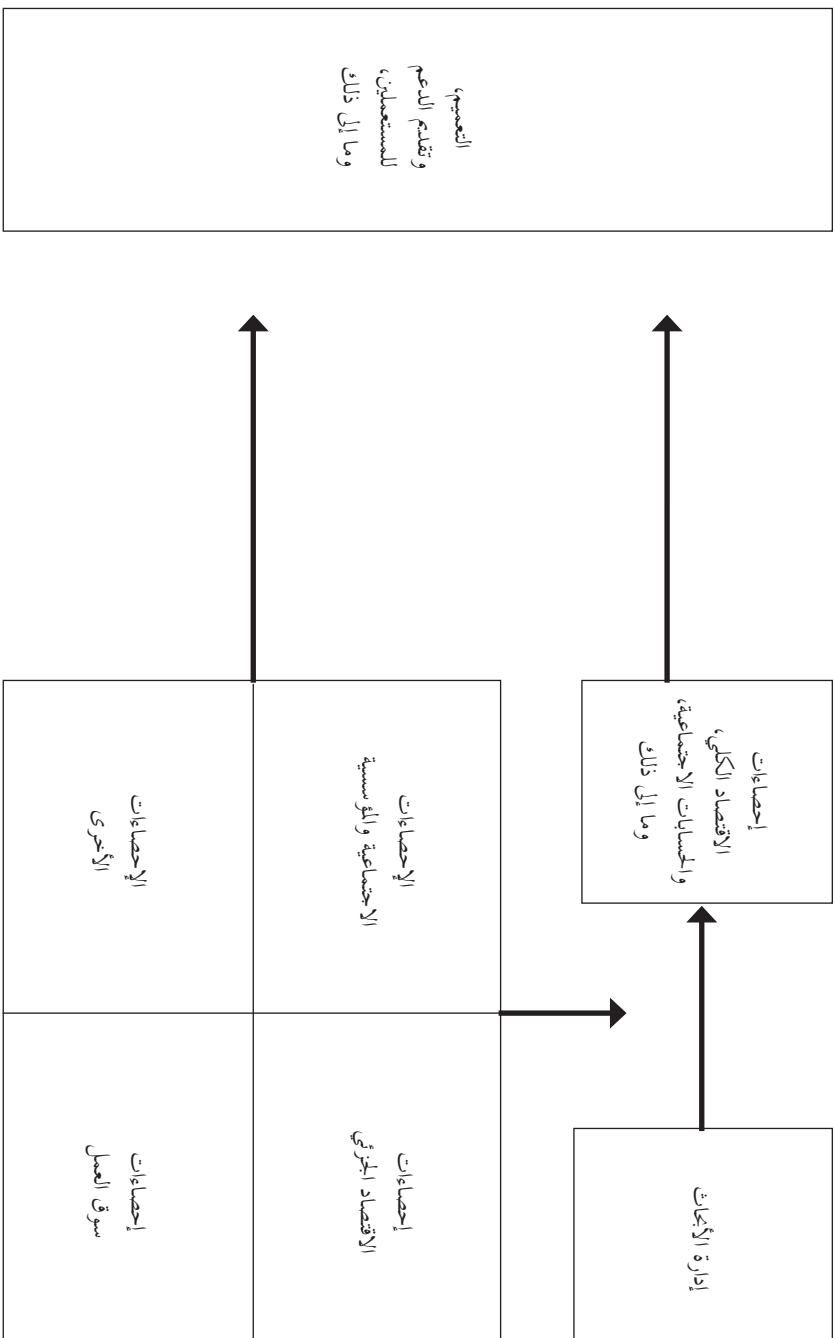 التعميم،
وتقديم الدعم
للمستعملين،
وما إلى ذلك
إحصاءات
الاقتصاد الكلي،
والحسابات الاجتماعية،
وما إلى ذلك
إدارة الأبحاث
الإحصاءات
الاجتماعية والمؤسسية
إحصاءات
الاقتصاد الجزئي
الإحصاءات
الأخرى
إحصاءات
سوق العمل